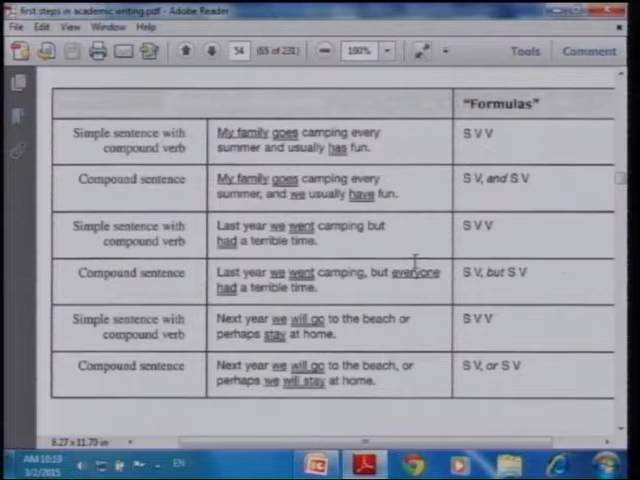 first steps in academic writing.pdf - Adobe Reader
File Edit View Window Help
54 (65 of 231) 100% Tools Comment
"Formulas"
Simple sentence with compound verb
My family goes camping every summer and usually has fun.
S V V
Compound sentence
My family goes camping every summer, and we usually have fun.
S V, and S V
Simple sentence with compound verb
Last year we went camping but had a terrible time.
S V V
Compound sentence
Last year we went camping, but everyone had a terrible time.
S V, but S V
Simple sentence with compound verb
Next year we will go to the beach or perhaps stay at home.
S V V
Compound sentence
Next year we will go to the beach, or perhaps we will stay at home.
S V, or S V
8.27 x 11.70 in
AM 10:19
3/2/2015
EN